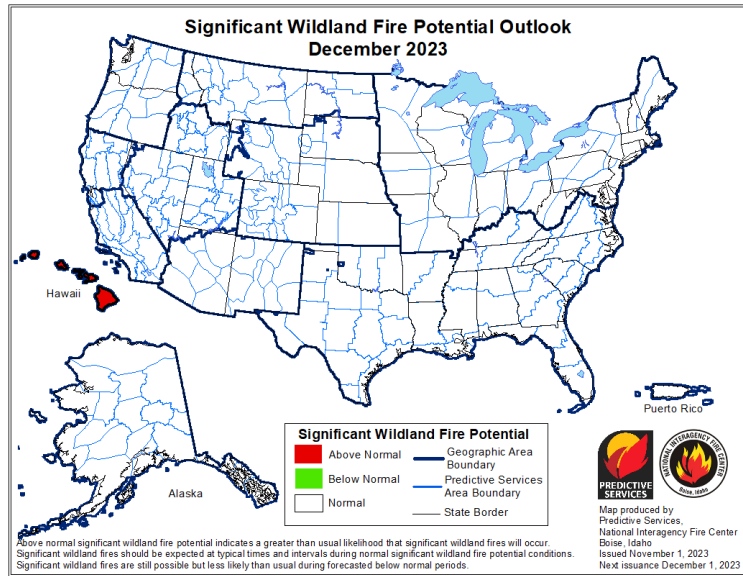 Significant Wildland Fire Potential Outlook
December 2023
Hawaii
Alaska
Puerto Rico
Significant Wildland Fire Potential
Above Normal
Below Normal
Normal
Geographic Area
Boundary
Predictive Services
Area Boundary
State Border
PREDICTIVE
SERVICES
NATIONAL INTERAGENCY FIRE CENTER
Boise, Idaho
Map produced by
Predictive Services,
National Interagency Fire Center
Boise, Idaho
Issued November 1, 2023
Next issuance December 1, 2023
Above normal significant wildland fire potential indicates a greater than usual likelihood that significant wildland fires will occur.
Significant wildland fires should be expected at typical times and intervals during normal significant wildland fire potential conditions.
Significant wildland fires are still possible but less likely than usual during forecasted below normal periods.